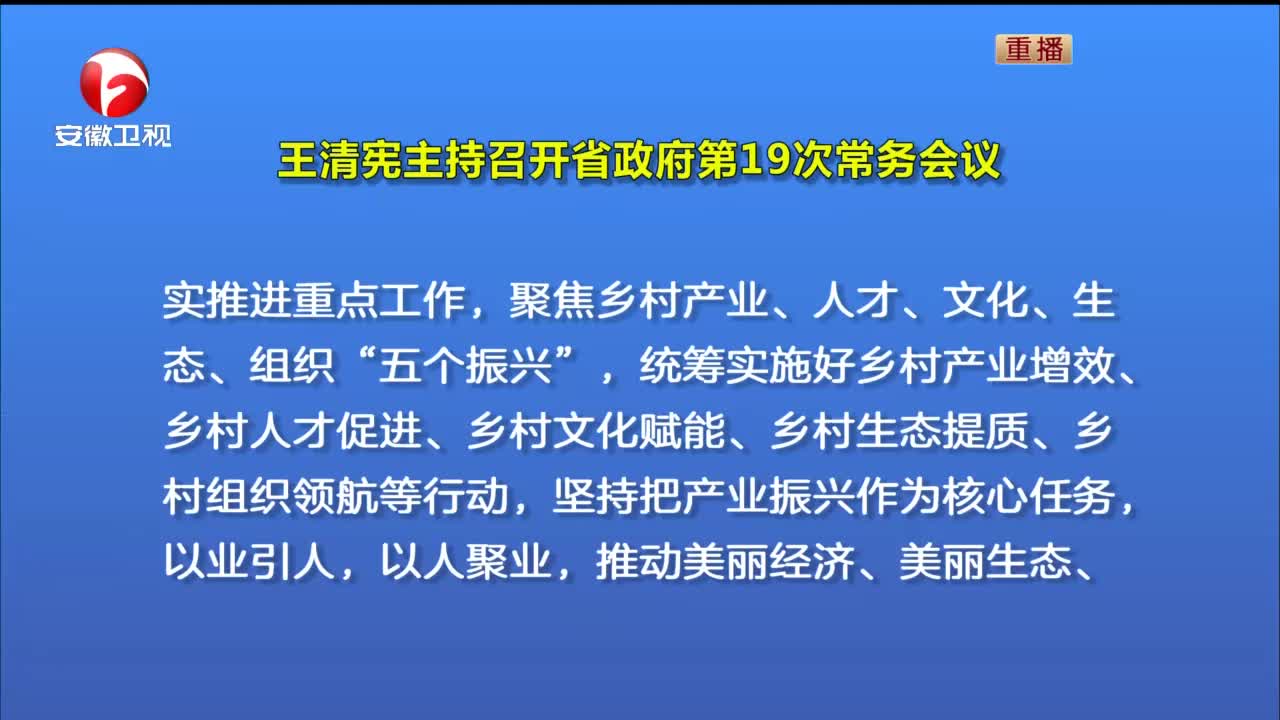 重播
安徽卫视
王清宪主持召开省政府第19次常务会议
实推进重点工作，聚焦乡村产业、人才、文化、生
态、组织“五个振兴”，统筹实施好乡村产业增效、
乡村人才促进、乡村文化赋能、乡村生态提质、乡
村组织领航等行动，坚持把产业振兴作为核心任务，
以业引人，以人聚业，推动美丽经济、美丽生态、